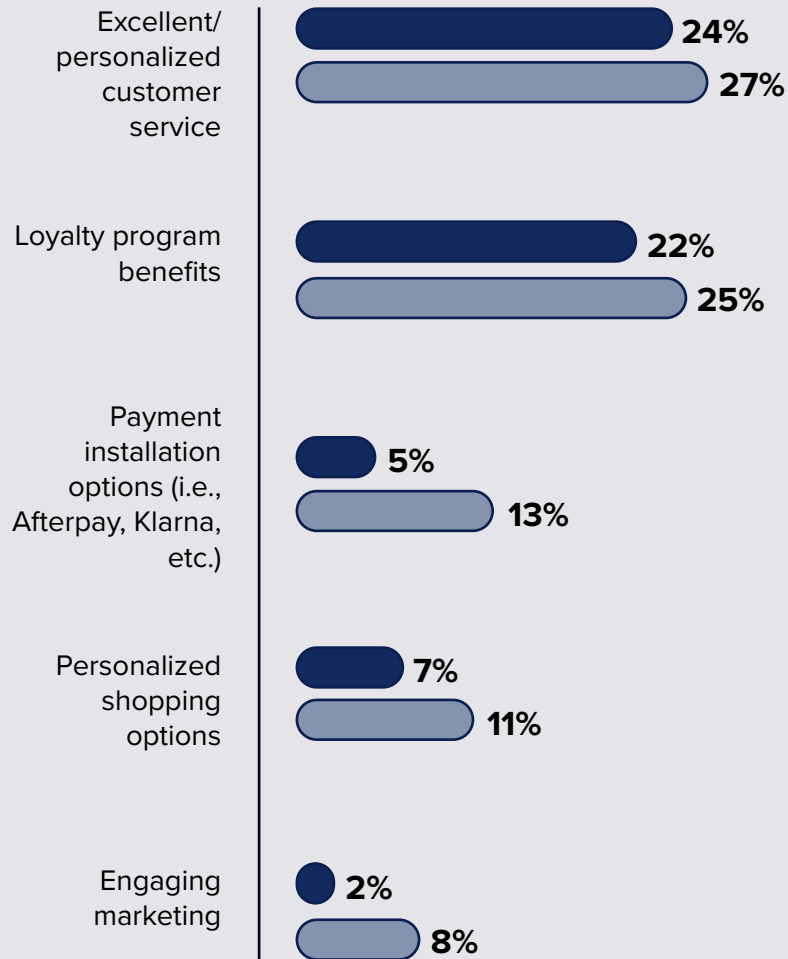 Excellent/
personalized
customer
service
24%
27%
Loyalty program
benefits
22%
25%
Payment
installation
options (i.e.,
Afterpay, Klarna,
etc.)
5%
13%
Personalized
shopping
options
7%
11%
Engaging
marketing
2%
8%